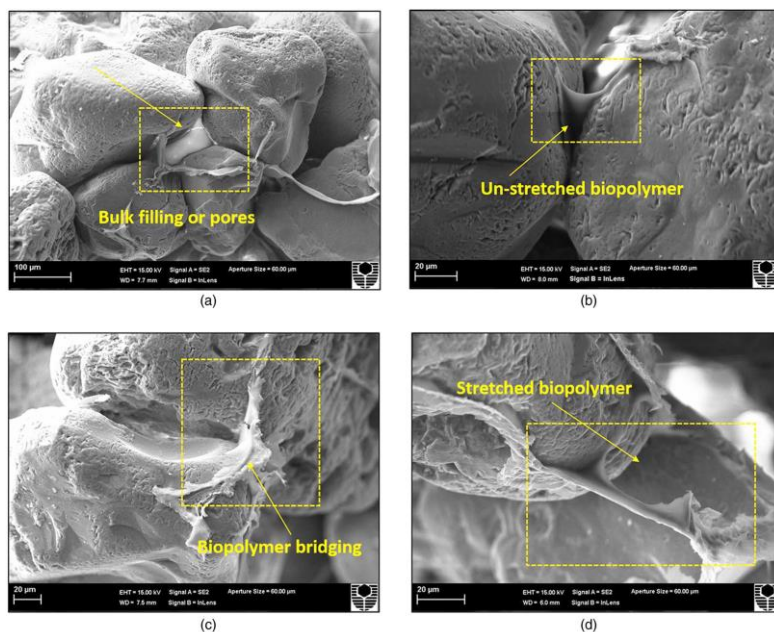 Bulk filling or pores
100 µm
EHT = 15.00 kV Signal A = SE2 Aperture Size = 60.00 µm
WD = 7.7 mm Signal B = InLens
(a)
Un-stretched biopolymer
20 µm
EHT = 15.00 kV Signal A = SE2 Aperture Size = 60.00 µm
WD = 8.0 mm Signal B = InLens
(b)
Biopolymer bridging
20 µm
EHT = 15.00 kV Signal A = SE2 Aperture Size = 60.00 µm
WD = 7.5 mm Signal B = InLens
(c)
Stretched biopolymer
20 µm
EHT = 15.00 kV Signal A = SE2 Aperture Size = 60.00 µm
WD = 6.0 mm Signal B = InLens
(d)